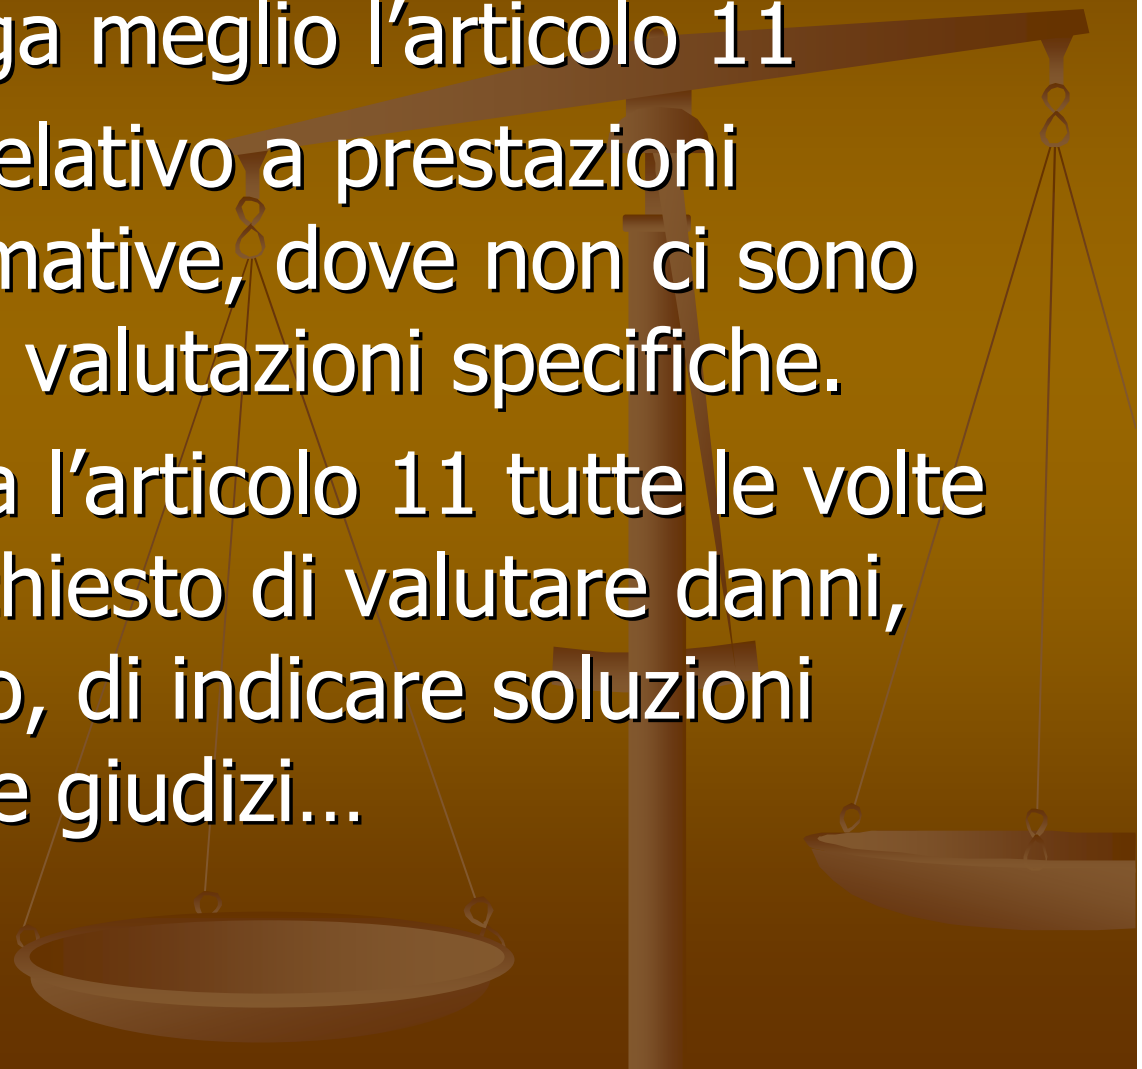 ga meglio l’articolo 11
elativo a prestazioni
mative, dove non ci sono
valutazioni specifiche.
a l’articolo 11 tutte le volte
hiesto di valutare danni,
o, di indicare soluzioni
e giudizi…